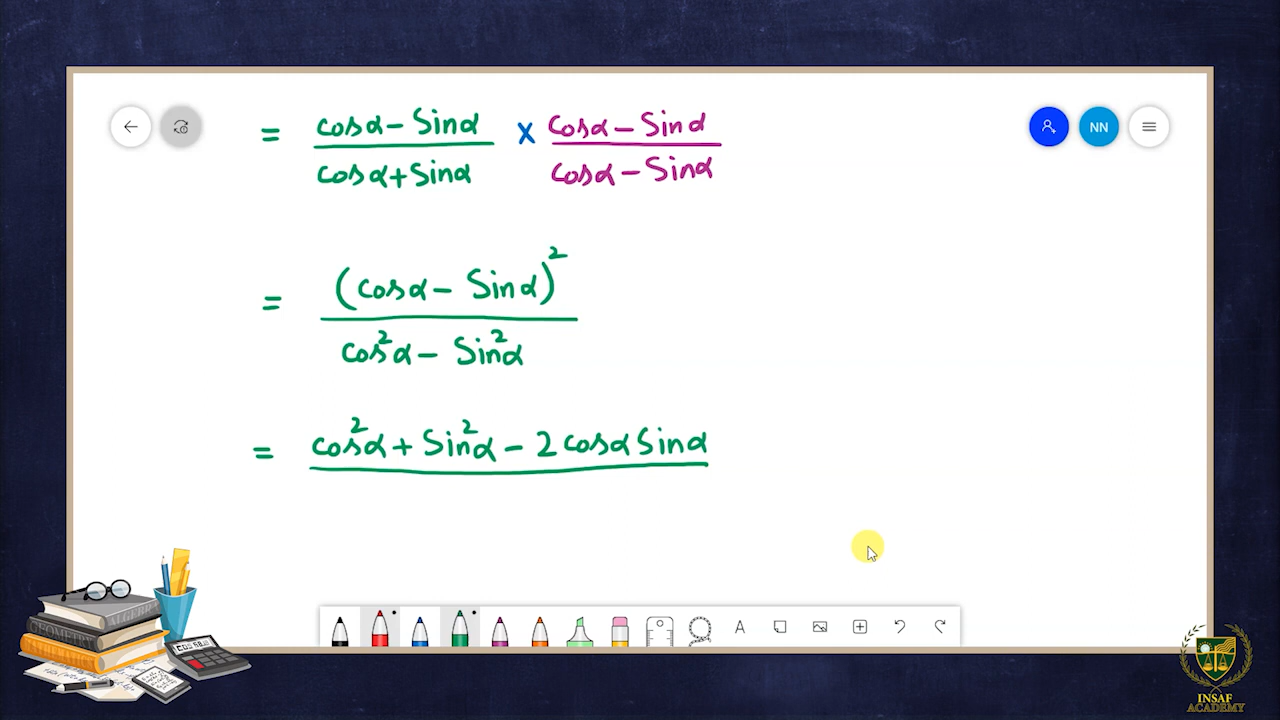 = cosα - Sinα / cosα + Sinα × cosα - Sinα / cosα - Sinα
NN
= (cosα - Sinα)² / cos²α - Sin²α
= cos²α + Sin²α - 2 cosα Sinα
A
GEOMETRY
INSAF
ACADEMY